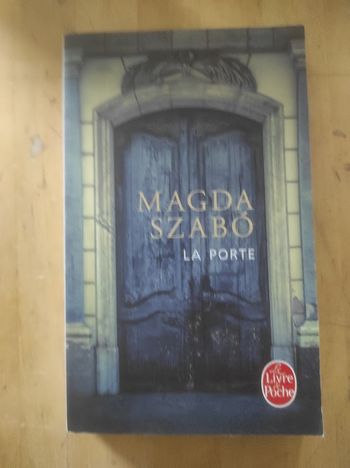 MAGDA
SZABÓ
LA PORTE
Le
Livre
de
Poche